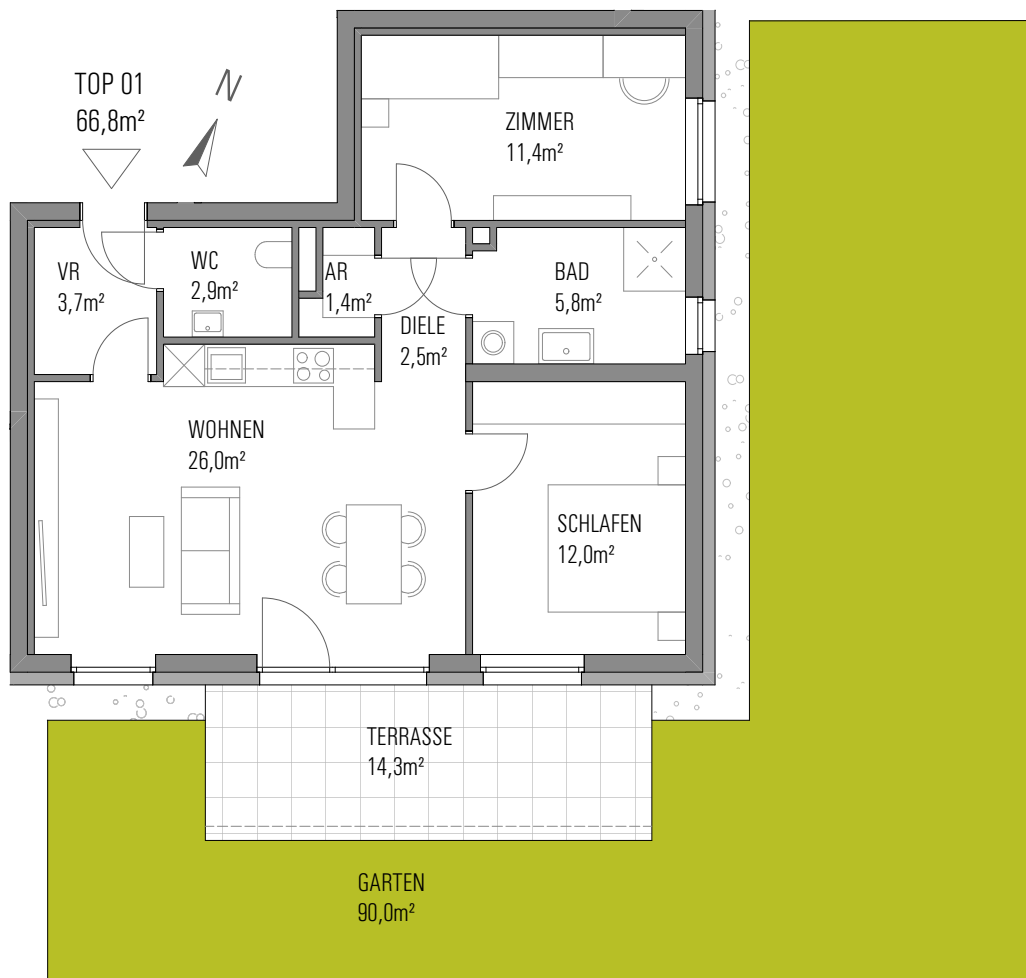 TOP 01
66,8m²
N
ZIMMER
11,4m²
VR
3,7m²
WC
2,9m²
AR
1,4m²
BAD
5,8m²
DIELE
2,5m²
WOHNEN
26,0m²
SCHLAFEN
12,0m²
TERRASSE
14,3m²
GARTEN
90,0m²